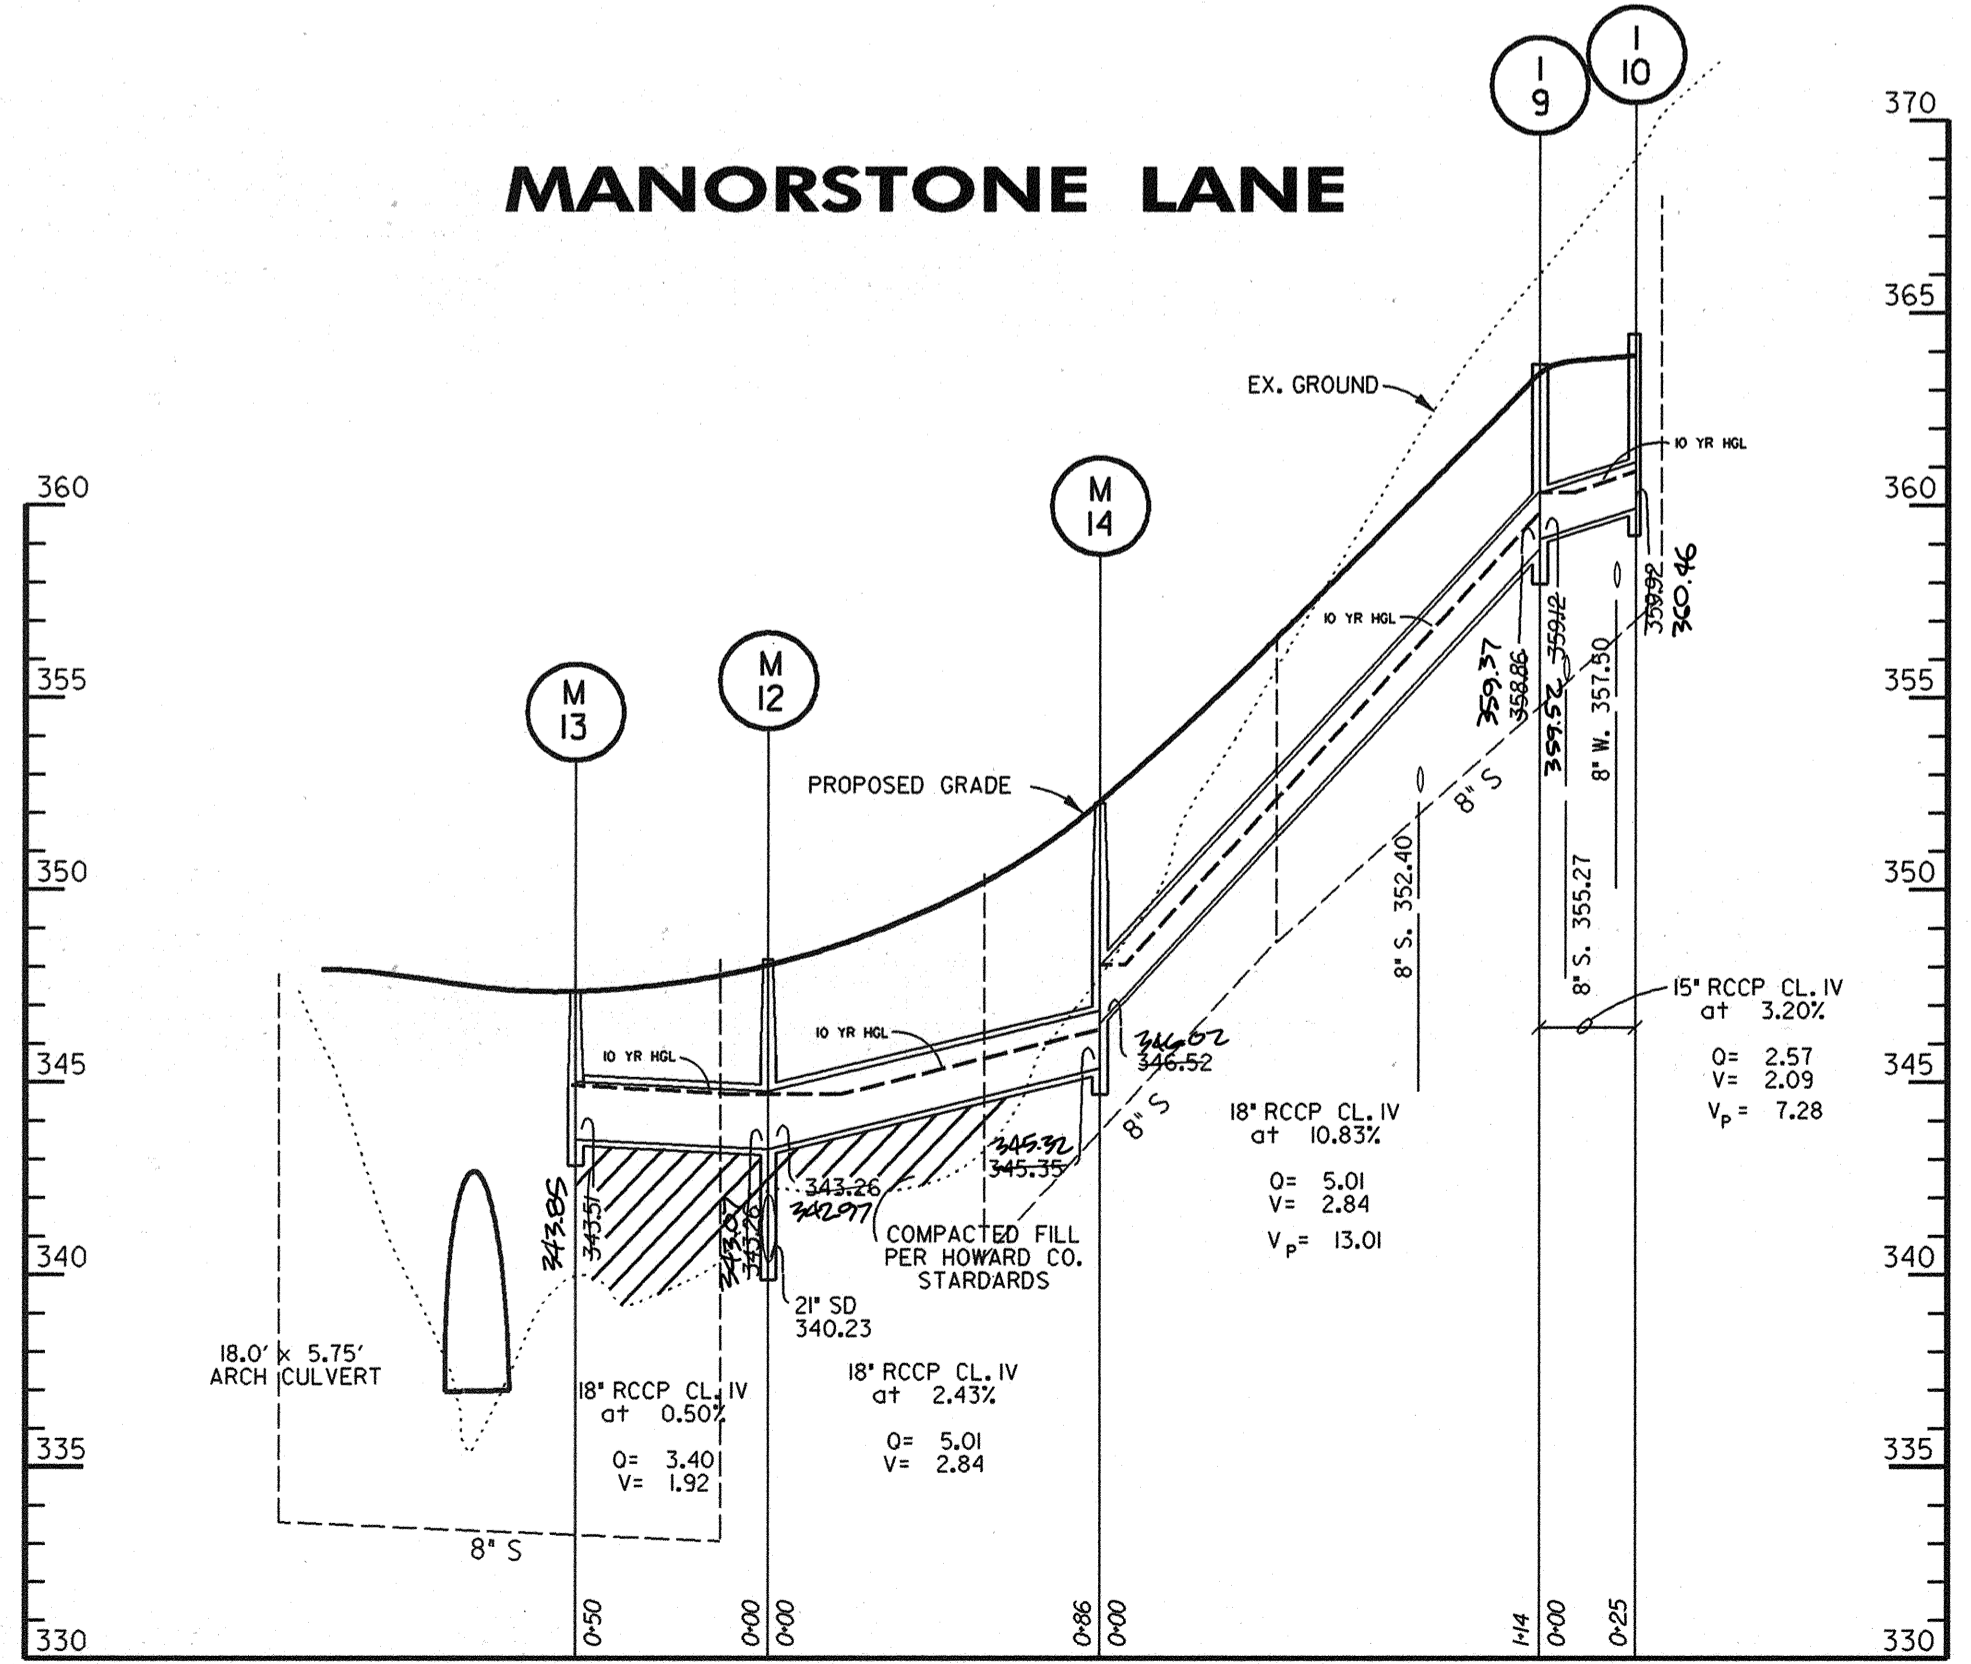 I
10
I
9
370
MANORSTONE LANE
365
EX. GROUND
10 YR HGL
M
14
360
360
359.92
360.46
10 YR HGL
359.37
358.86
359.12
359.52
8" W. 357.50
M
12
M
13
355
355
PROPOSED GRADE
8" S
8" S. 352.40
8" S. 355.27
350
350
15" RCCP CL. IV
at 3.20%
Q= 2.57
V= 2.09
Vp= 7.28
10 YR HGL
10 YR HGL
346.02
346.52
345
345
8" S
18" RCCP CL. IV
at 10.83%
Q= 5.01
V= 2.84
Vp= 13.01
345.32
345.35
343.26
342.97
343.85
343.51
343.07
343.26
COMPACTED FILL
PER HOWARD CO.
STARDARDS
340
340
21" SD
340.23
18.0' x 5.75'
ARCH CULVERT
18" RCCP CL. IV
at 0.50%
Q= 3.40
V= 1.92
18" RCCP CL. IV
at 2.43%
Q= 5.01
V= 2.84
335
335
8" S
0+50
0+00
0+00
0+86
0+00
1+14
0+00
0+25
330
330